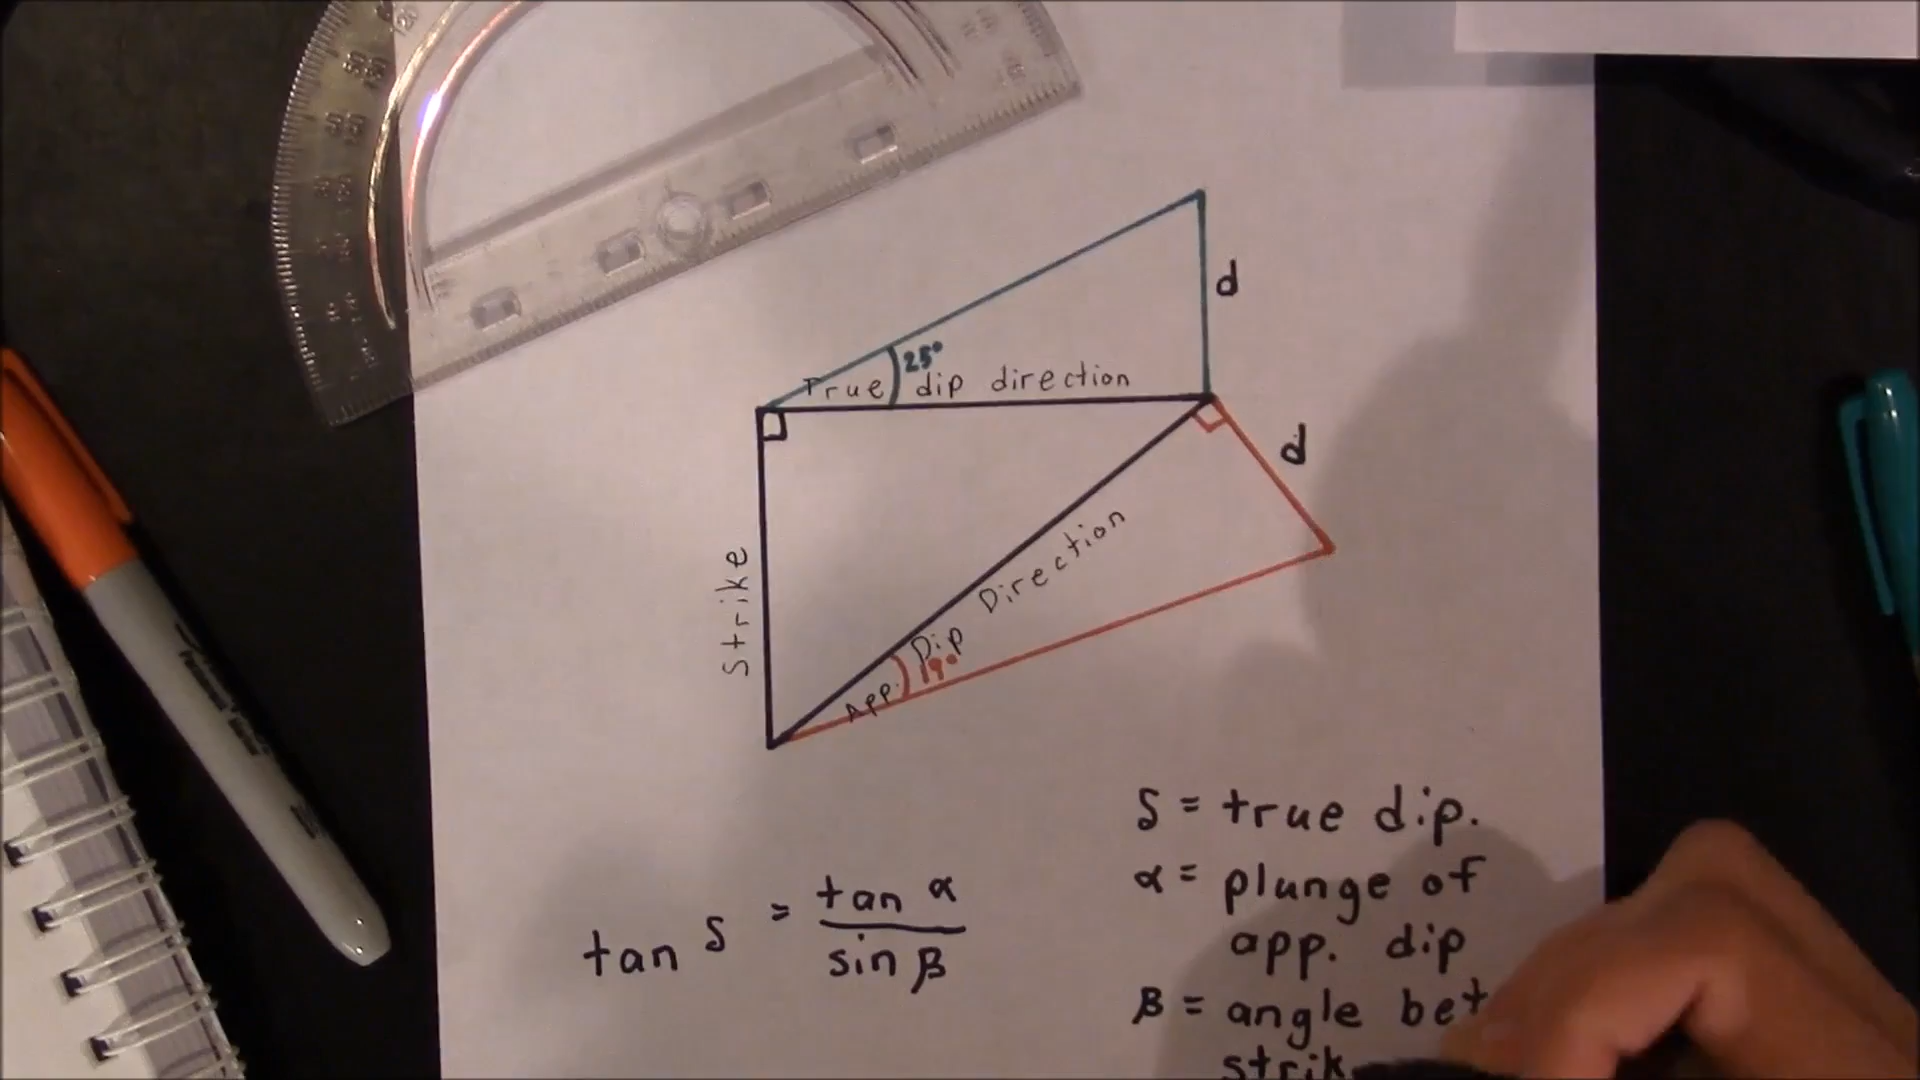 d
25°
True dip direction
d
Strike
App. Dip Direction
19°
δ = true dip.
α = plunge of
app. dip
β = angle bet
strik
tan δ = tan α
sin β